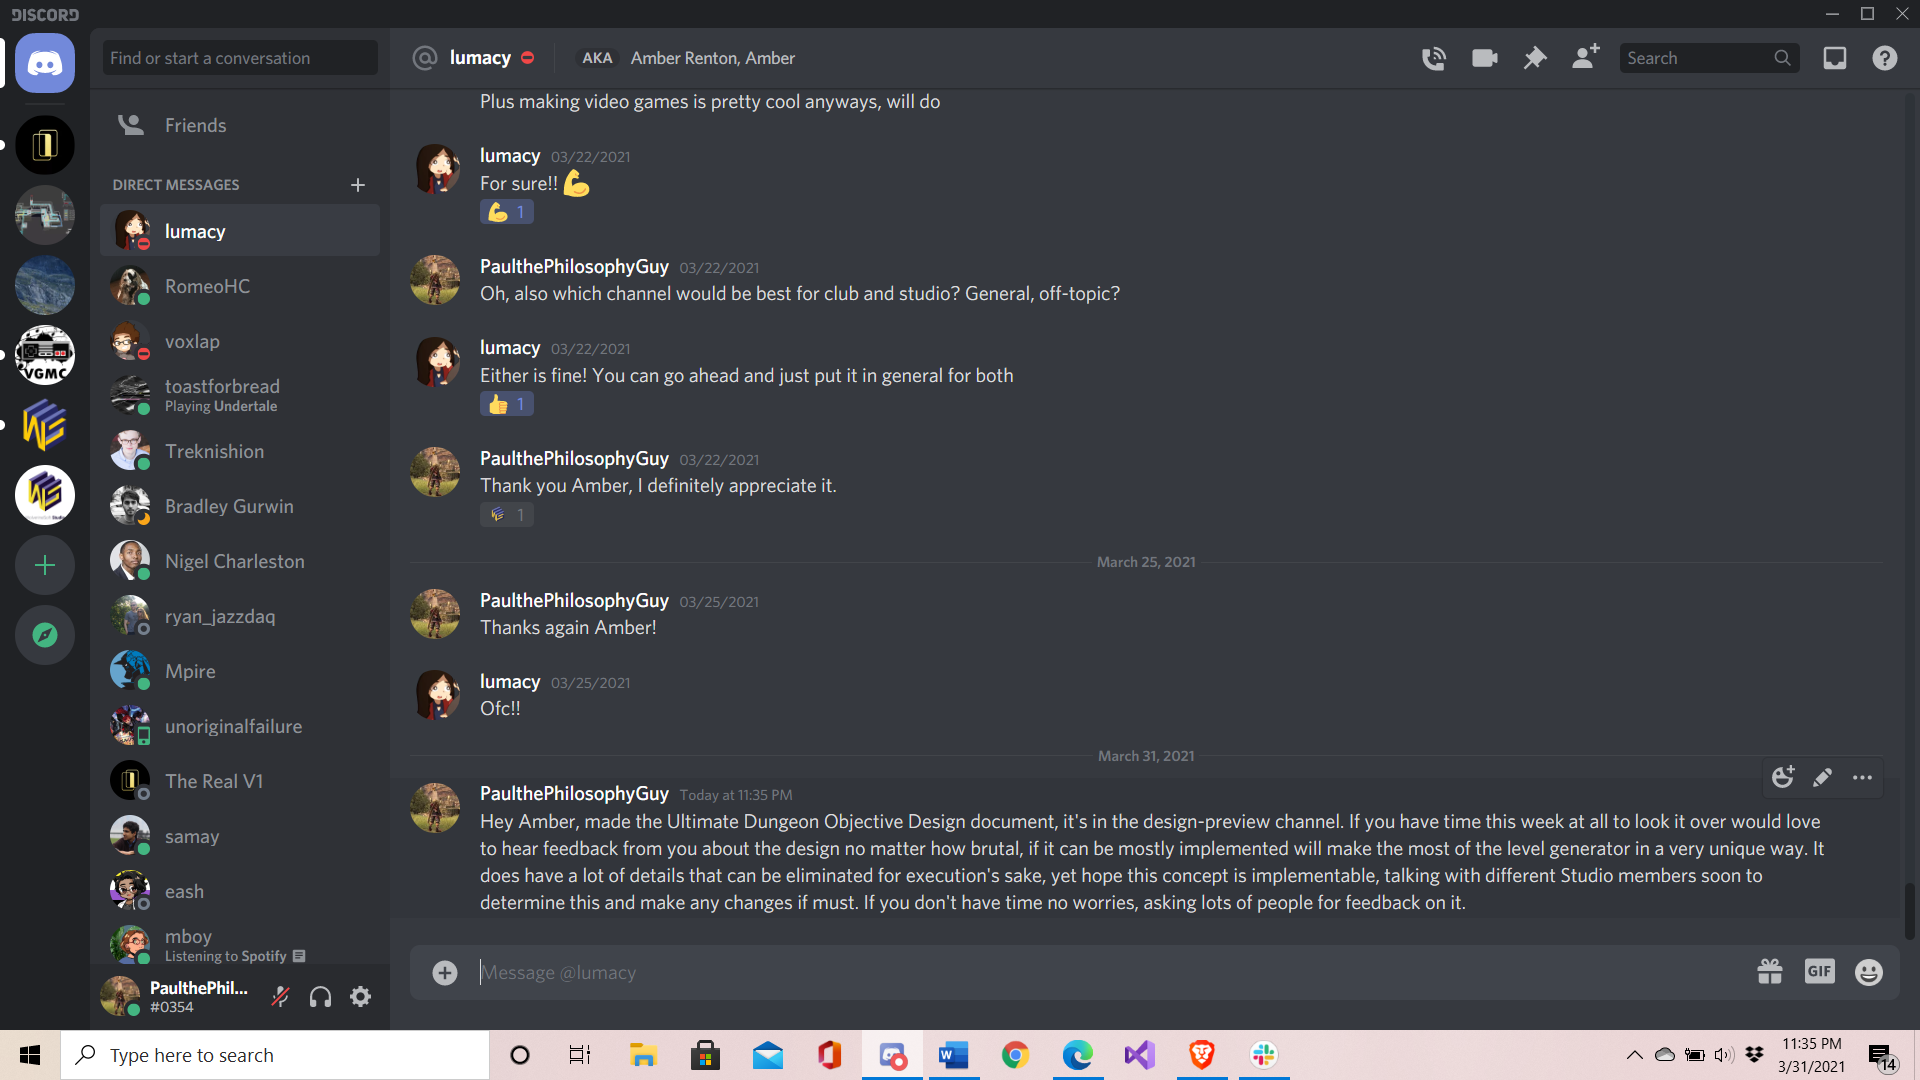 DISCORD
Find or start a conversation
lumacy
AKA
Amber Renton, Amber
Search
Friends
DIRECT MESSAGES
lumacy
RomeoHC
voxlap
toastforbread
Playing Undertale
Treknishion
Bradley Gurwin
Nigel Charleston
ryan_jazzdaq
Mpire
unoriginalfailure
The Real V1
samay
eash
mboy
Listening to Spotify
PaulthePhil...
#0354
VGMC
Plus making video games is pretty cool anyways, will do
lumacy 03/22/2021
For sure!! 💪
💪 1
PaulthePhilosophyGuy 03/22/2021
Oh, also which channel would be best for club and studio? General, off-topic?
lumacy 03/22/2021
Either is fine! You can go ahead and just put it in general for both
👍 1
PaulthePhilosophyGuy 03/22/2021
Thank you Amber, I definitely appreciate it.
1
March 25, 2021
PaulthePhilosophyGuy 03/25/2021
Thanks again Amber!
lumacy 03/25/2021
Ofc!!
March 31, 2021
PaulthePhilosophyGuy Today at 11:35 PM
Hey Amber, made the Ultimate Dungeon Objective Design document, it's in the design-preview channel. If you have time this week at all to look it over would love
to hear feedback from you about the design no matter how brutal, if it can be mostly implemented will make the most of the level generator in a very unique way. It
does have a lot of details that can be eliminated for execution's sake, yet hope this concept is implementable, talking with different Studio members soon to
determine this and make any changes if must. If you don't have time no worries, asking lots of people for feedback on it.
Message @lumacy
GIF
Type here to search
11:35 PM
3/31/2021
14